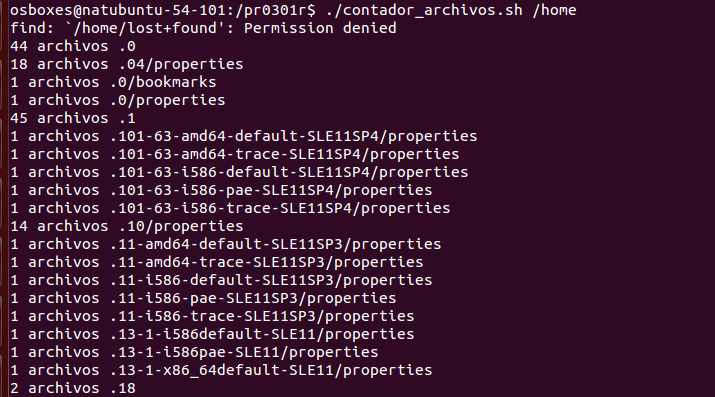 osboxes@natubuntu-54-101:/pr0301r$ ./contador_archivos.sh /home
find: `/home/lost+found': Permission denied
44 archivos .0
18 archivos .04/properties
1 archivos .0/bookmarks
1 archivos .0/properties
45 archivos .1
1 archivos .101-63-amd64-default-SLE11SP4/properties
1 archivos .101-63-amd64-trace-SLE11SP4/properties
1 archivos .101-63-i586-default-SLE11SP4/properties
1 archivos .101-63-i586-pae-SLE11SP4/properties
1 archivos .101-63-i586-trace-SLE11SP4/properties
14 archivos .10/properties
1 archivos .11-amd64-default-SLE11SP3/properties
1 archivos .11-amd64-trace-SLE11SP3/properties
1 archivos .11-i586-default-SLE11SP3/properties
1 archivos .11-i586-pae-SLE11SP3/properties
1 archivos .11-i586-trace-SLE11SP3/properties
1 archivos .13-1-i586default-SLE11/properties
1 archivos .13-1-i586pae-SLE11/properties
1 archivos .13-1-x86_64default-SLE11/properties
2 archivos .18